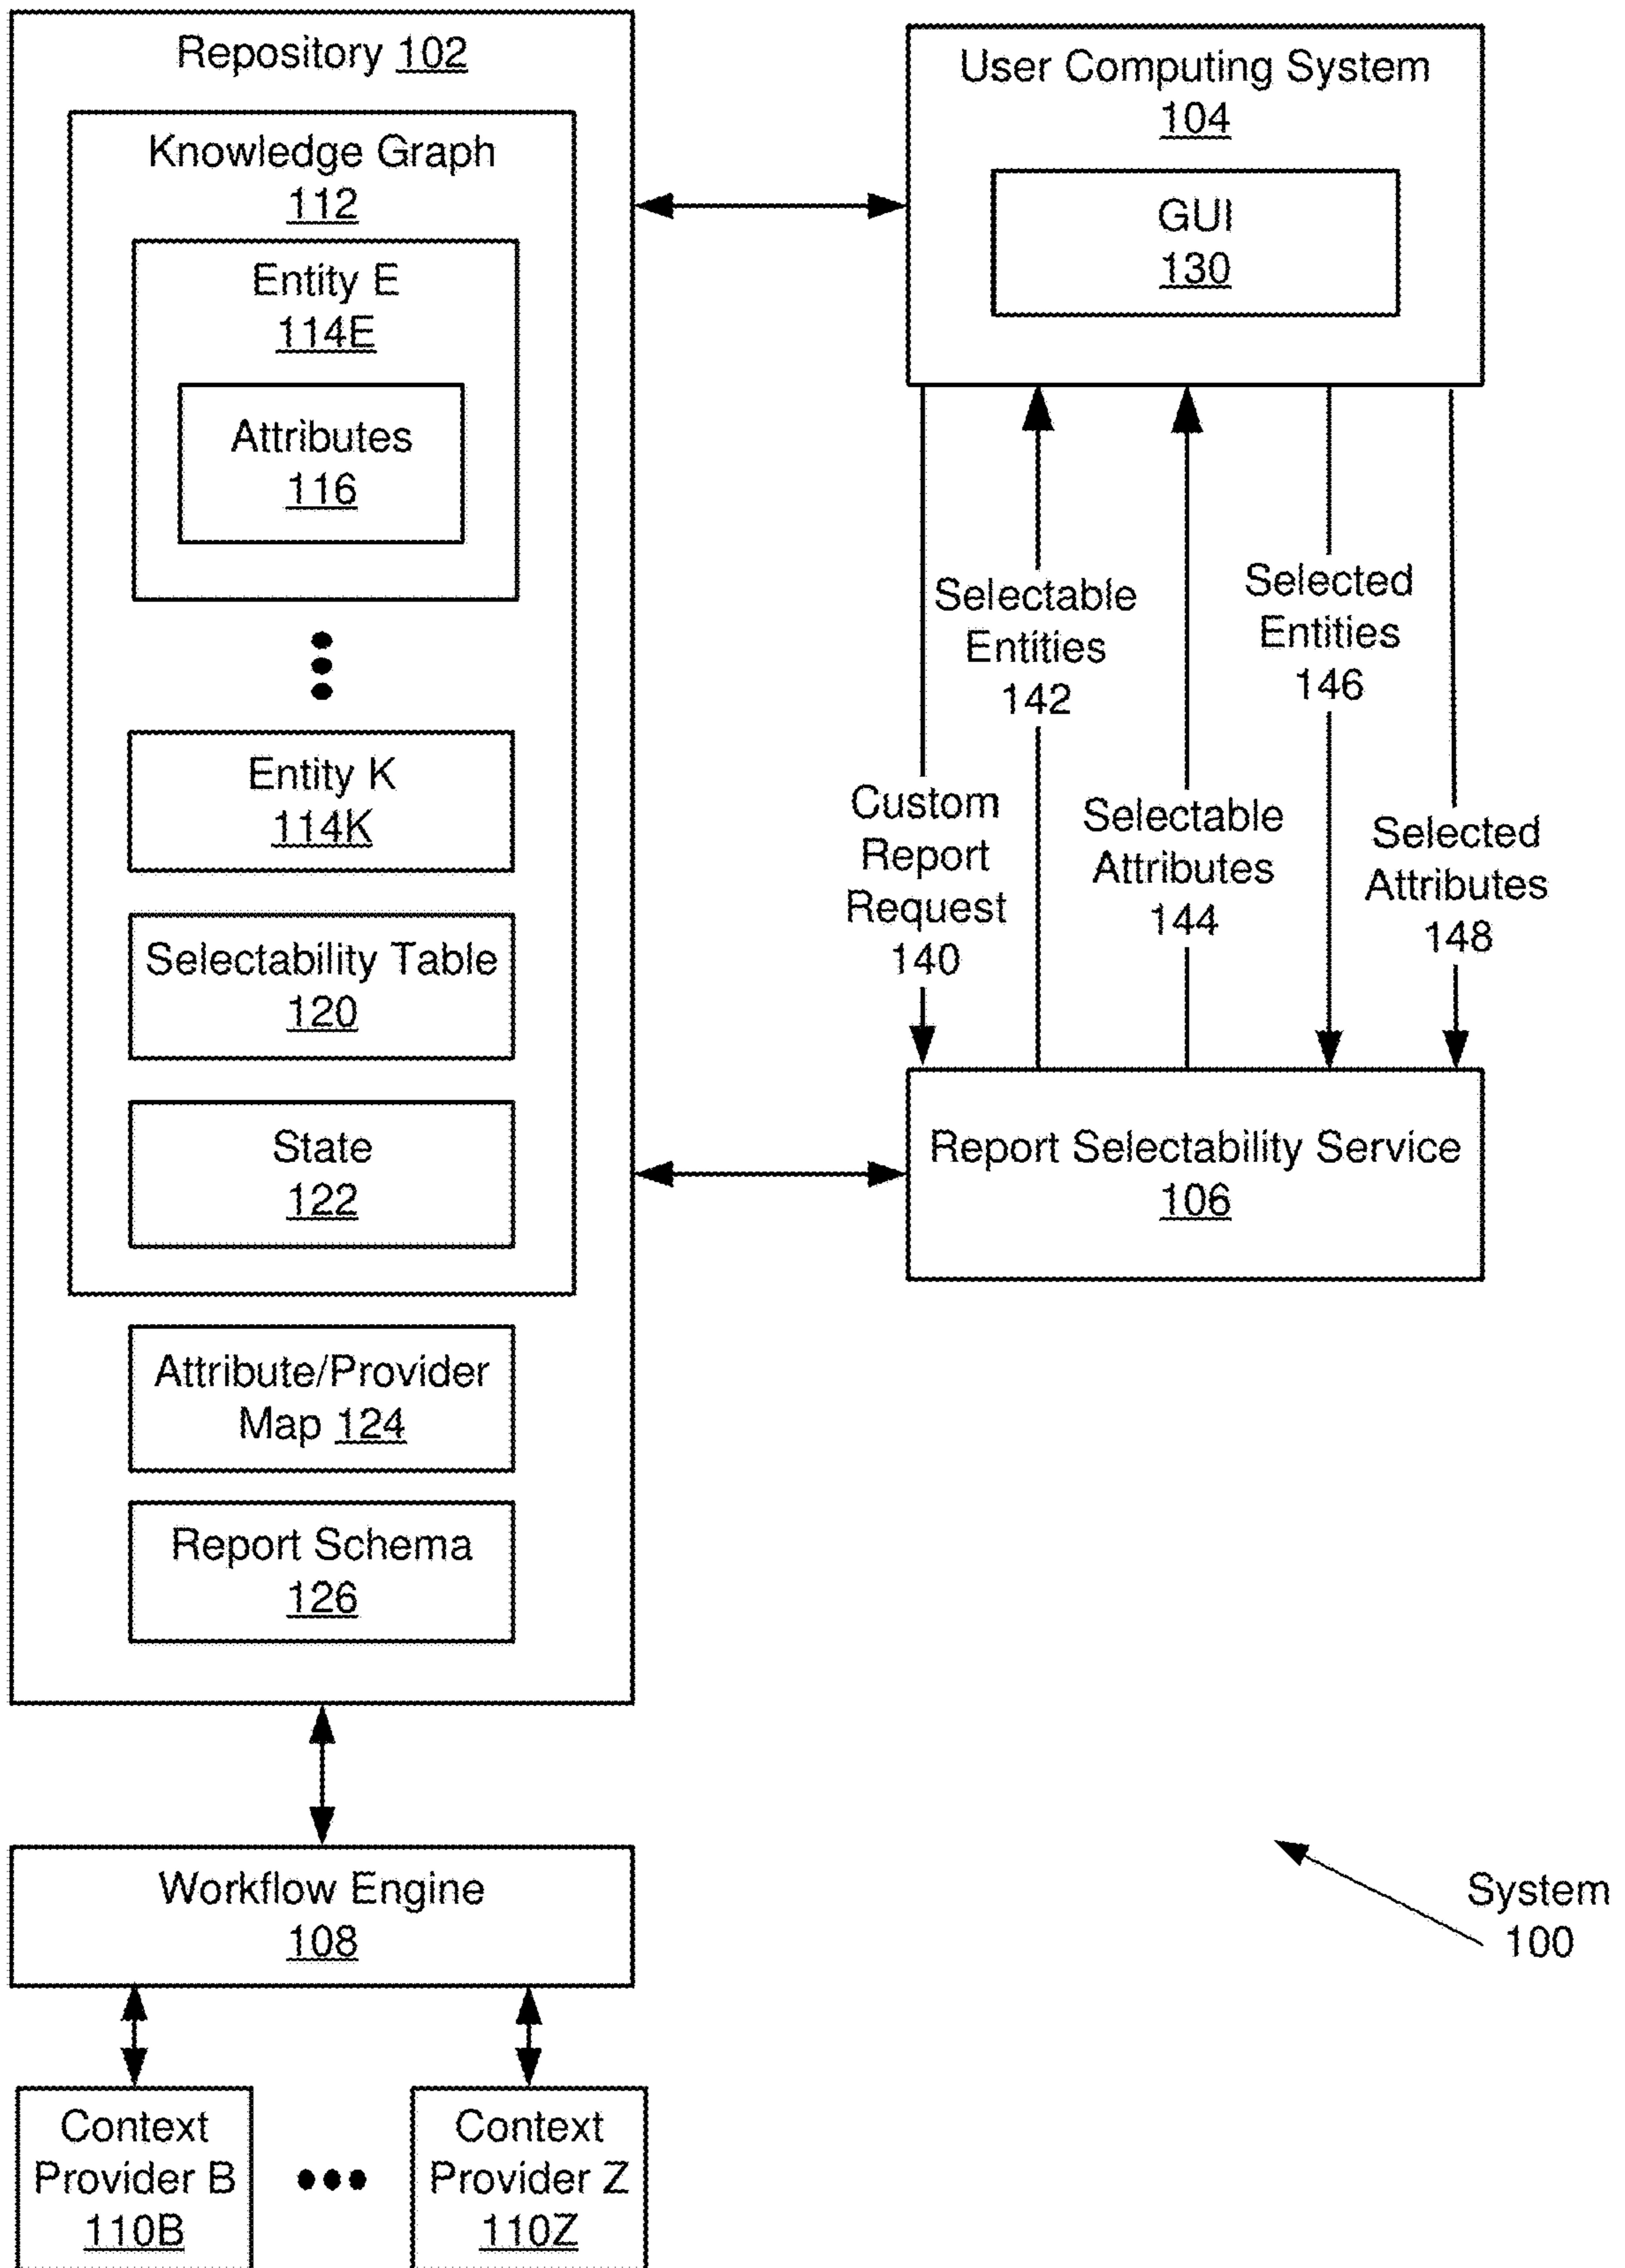 Repository 102
Knowledge Graph
112
Entity E
114E
Attributes
116
Entity K
114K
Selectability Table
120
State
122
Attribute/Provider
Map 124
Report Schema
126
User Computing System
104
GUI
130
Custom
Report
Request
140
Selectable
Entities
142
Selectable
Attributes
144
Selected
Entities
146
Selected
Attributes
148
Report Selectability Service
106
Workflow Engine
108
Context
Provider B
110B
Context
Provider Z
110Z
System
100